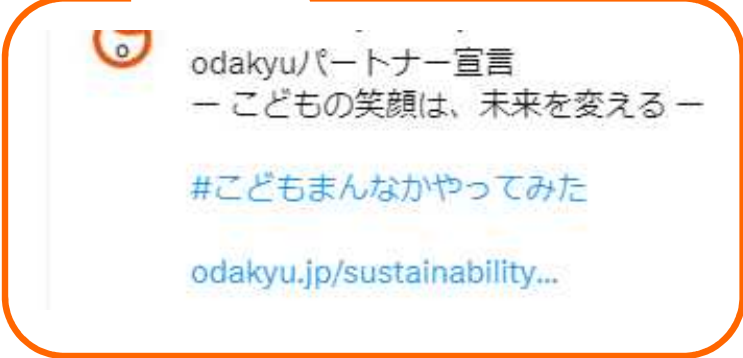 odakyuパートナー宣言
ー こどもの笑顔は、未来を変える ー
#こどもまんなかやってみた
odakyu.jp/sustainability...